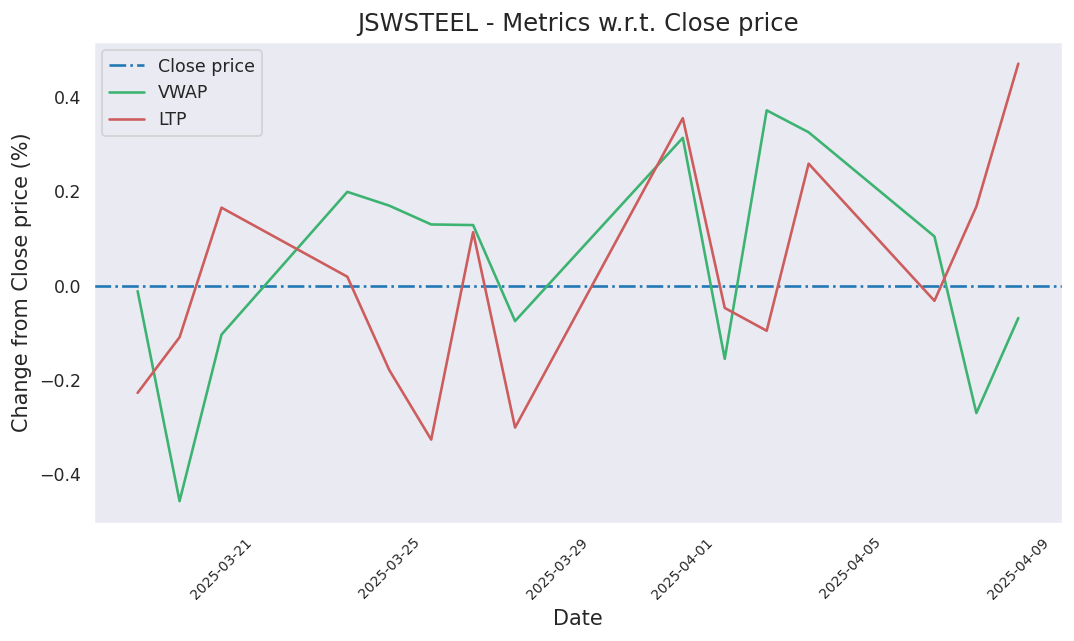 JSWSTEEL - Metrics w.r.t. Close price
Close price
VWAP
LTP
Change from Close price (%)
0.4
0.2
0.0
−0.2
−0.4
2025-03-21
2025-03-25
2025-03-29
2025-04-01
2025-04-05
2025-04-09
Date